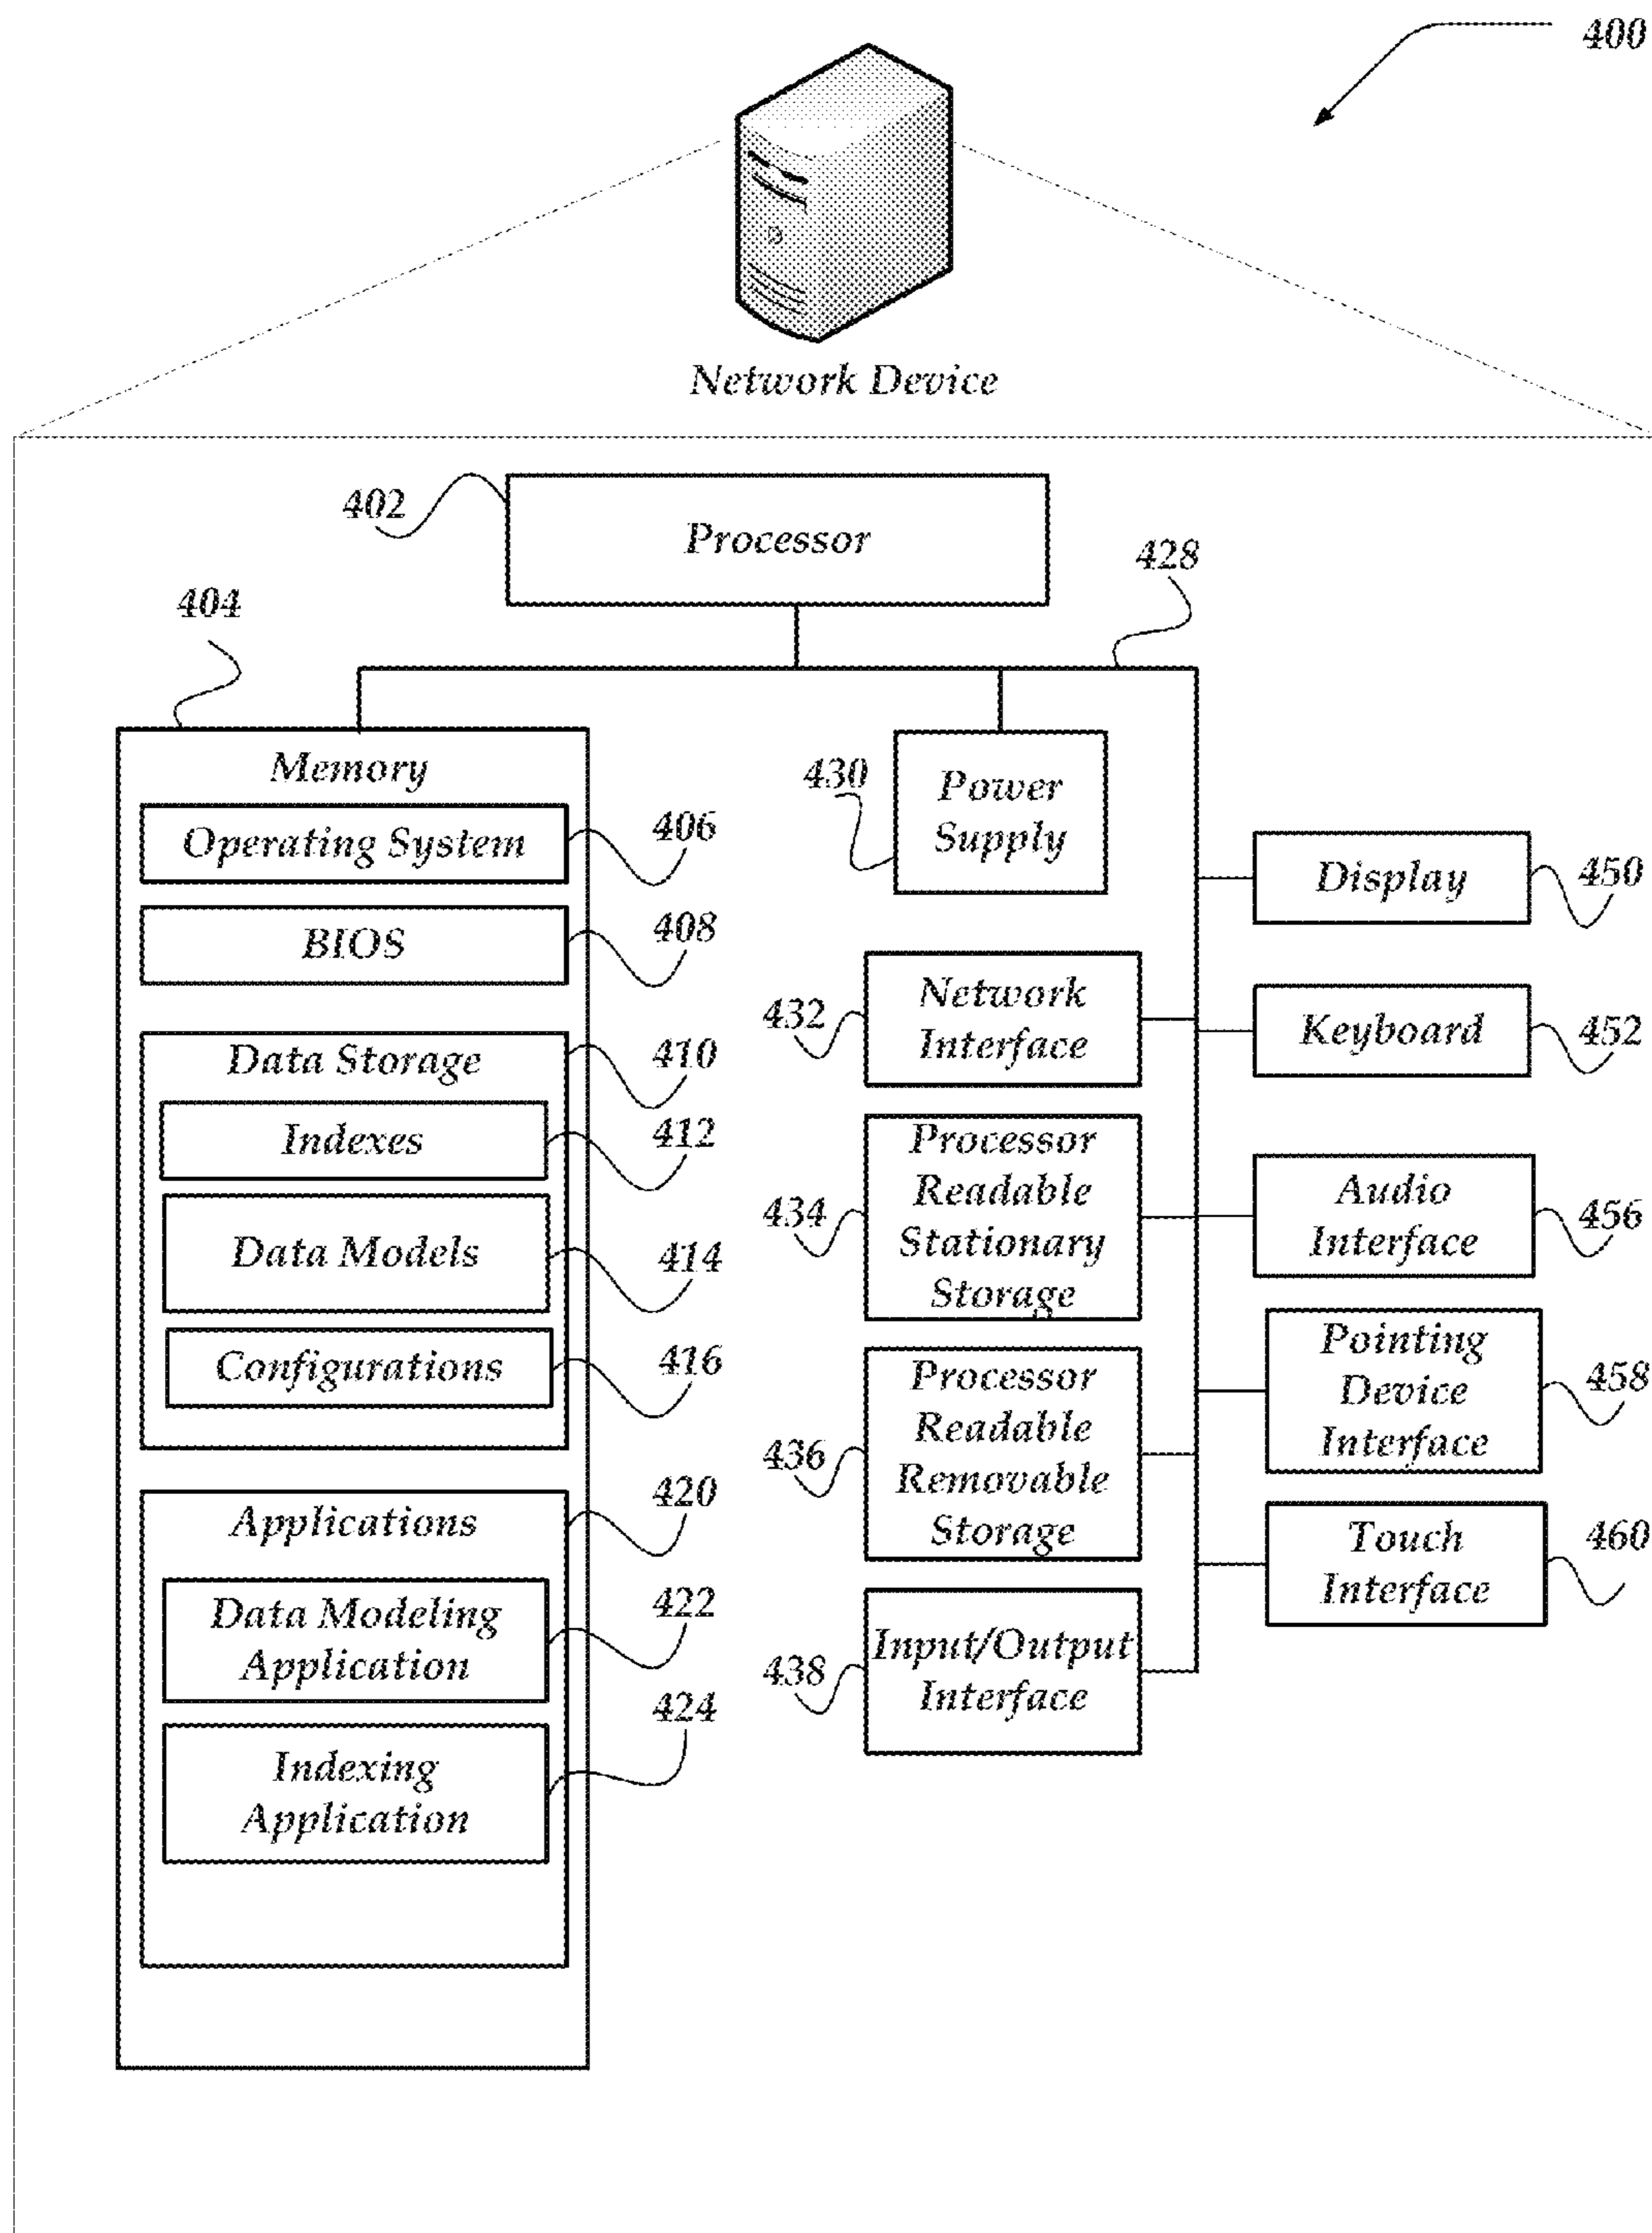 400
Network Device
402
Processor
428
404
Memory
Operating System
406
BIOS
408
Data Storage
410
Indexes
412
Data Models
414
Configurations
416
Applications
420
Data Modeling
Application
422
Indexing
Application
424
430
Power
Supply
432
Network
Interface
434
Processor
Readable
Stationary
Storage
436
Processor
Readable
Removable
Storage
438
Input/Output
Interface
Display
450
Keyboard
452
Audio
Interface
456
Pointing
Device
Interface
458
Touch
Interface
460